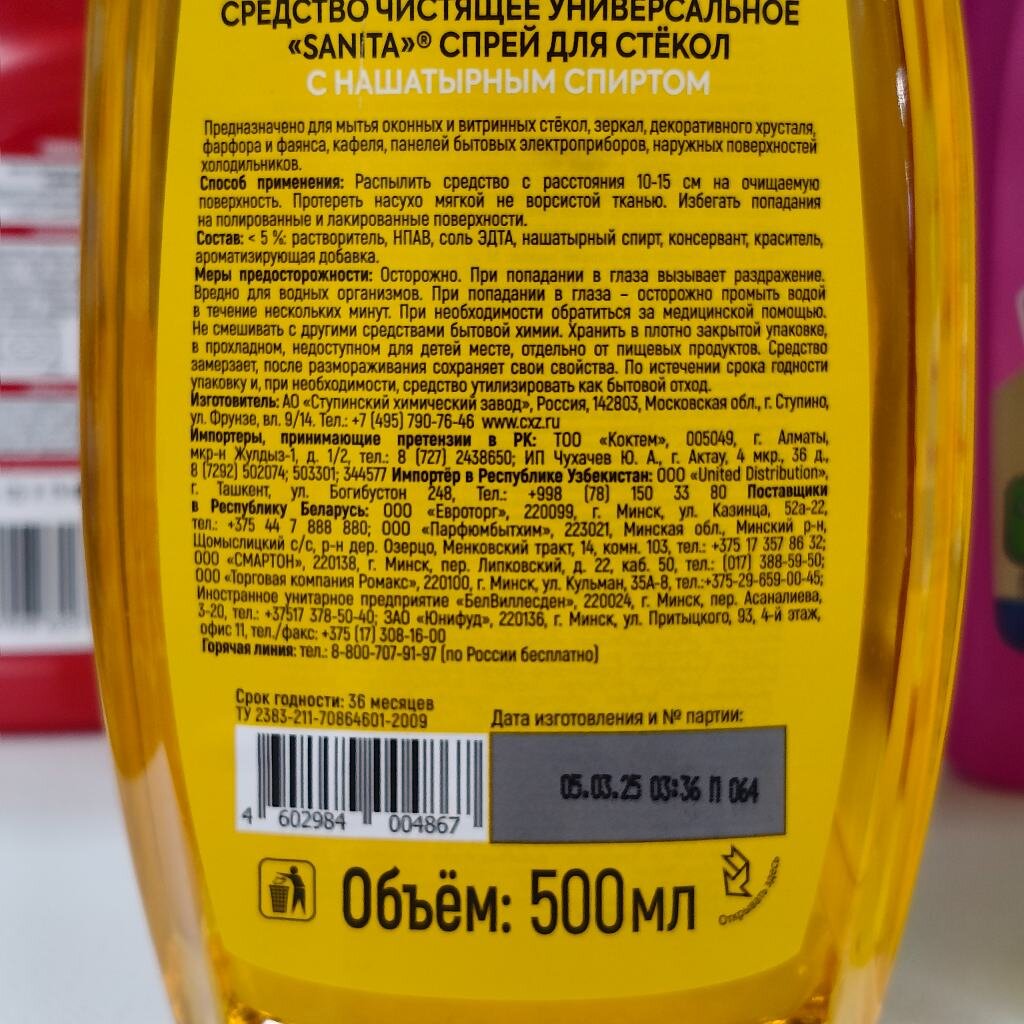 СРЕДСТВО ЧИСТЯЩЕЕ УНИВЕРСАЛЬНОЕ
«SANITA»® СПРЕЙ ДЛЯ СТЁКОЛ
С НАШАТЫРНЫМ СПИРТОМ
Предназначено для мытья оконных и витринных стёкол, зеркал, декоративного хрусталя,
фарфора и фаянса, кафеля, панелей бытовых электроприборов, наружных поверхностей
холодильников.
Способ применения: Распылить средство с расстояния 10-15 см на очищаемую
поверхность. Протереть насухо мягкой не ворсистой тканью. Избегать попадания
на полированные и лакированные поверхности.
Состав: < 5 %: растворитель, НПАВ, соль ЭДТА, нашатырный спирт, консервант, краситель,
ароматизирующая добавка.
Меры предосторожности: Осторожно. При попадании в глаза вызывает раздражение.
Вредно для водных организмов. При попадании в глаза – осторожно промыть водой
в течение нескольких минут. При необходимости обратиться за медицинской помощью.
Не смешивать с другими средствами бытовой химии. Хранить в плотно закрытой упаковке,
в прохладном, недоступном для детей месте, отдельно от пищевых продуктов. Средство
замерзает, после размораживания сохраняет свои свойства. По истечении срока годности
упаковку и, при необходимости, средство утилизировать как бытовой отход.
Изготовитель: АО «Ступинский химический завод», Россия, 142803, Московская обл., г. Ступино,
ул. Фрунзе, вл. 9/14. Тел.: +7 (495) 790-76-46 www.cxz.ru
Импортеры, принимающие претензии в РК: ТОО «Коктем», 005049, г. Алматы,
мкр-н Жулдыз-1, д. 1/2, тел.: 8 (727) 2438650; ИП Чухачев Ю. А., г. Актау, 4 мкр., 36 д.,
8 (7292) 502074; 503301; 344577 Импортёр в Республике Узбекистан: ООО «United Distribution»,
г. Ташкент, ул. Богибустон 248, Тел.: +998 (78) 150 33 80 Поставщики
в Республику Беларусь: ООО «Евроторг», 220099, г. Минск, ул. Казинца, 52а-22,
тел.: +375 44 7 888 880; ООО «Парфюмбытхим», 223021, Минская обл., Минский р-н,
Щомыслицкий с/с, р-н дер. Озерцо, Менковский тракт, 14, комн. 103, тел.: +375 17 357 86 32;
ООО «СМАРТОН», 220138, г. Минск, пер. Липковский, д. 22, каб. 50, тел.: (017) 388-59-50;
ООО «Торговая компания Ромакс», 220100, г. Минск, ул. Кульман, 35А-8, тел.:+375-29-659-00-45;
Иностранное унитарное предприятие «БелВиллесден», 220024, г. Минск, пер. Асаналиева,
3-20, тел.: +37517 378-50-40; ЗАО «Юнифуд», 220136, г. Минск, ул. Притыцкого, 93, 4-й этаж,
офис 11, тел./факс: +375 (17) 308-16-00
Горячая линия: тел.: 8-800-707-91-97 (по России бесплатно)
Срок годности: 36 месяцев
ТУ 2383-211-70864601-2009
Дата изготовления и № партии:
05.03.25 03:36 П 064
4 602984 004867
Объём: 500мл
Открывать здесь